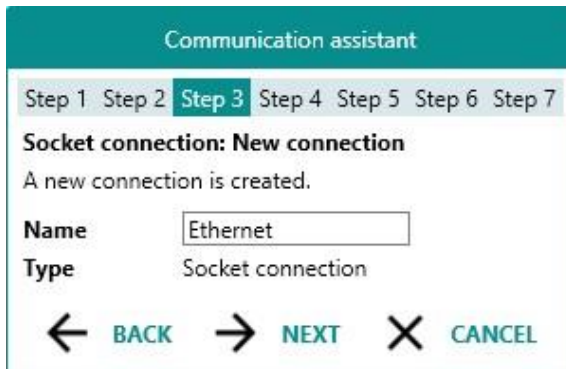 Communication assistant
Step 1 Step 2 Step 3 Step 4 Step 5 Step 6 Step 7
Socket connection: New connection
A new connection is created.
Name Ethernet
Type Socket connection
BACK NEXT CANCEL